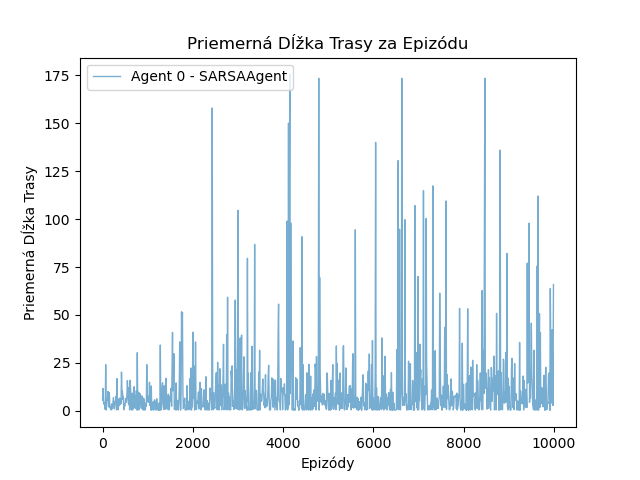 Priemerná Dĺžka Trasy za Epizódu
Agent 0 - SARSAAgent
Priemerná Dĺžka Trasy
175
150
125
100
75
50
25
0
0 2000 4000 6000 8000 10000
Epizódy